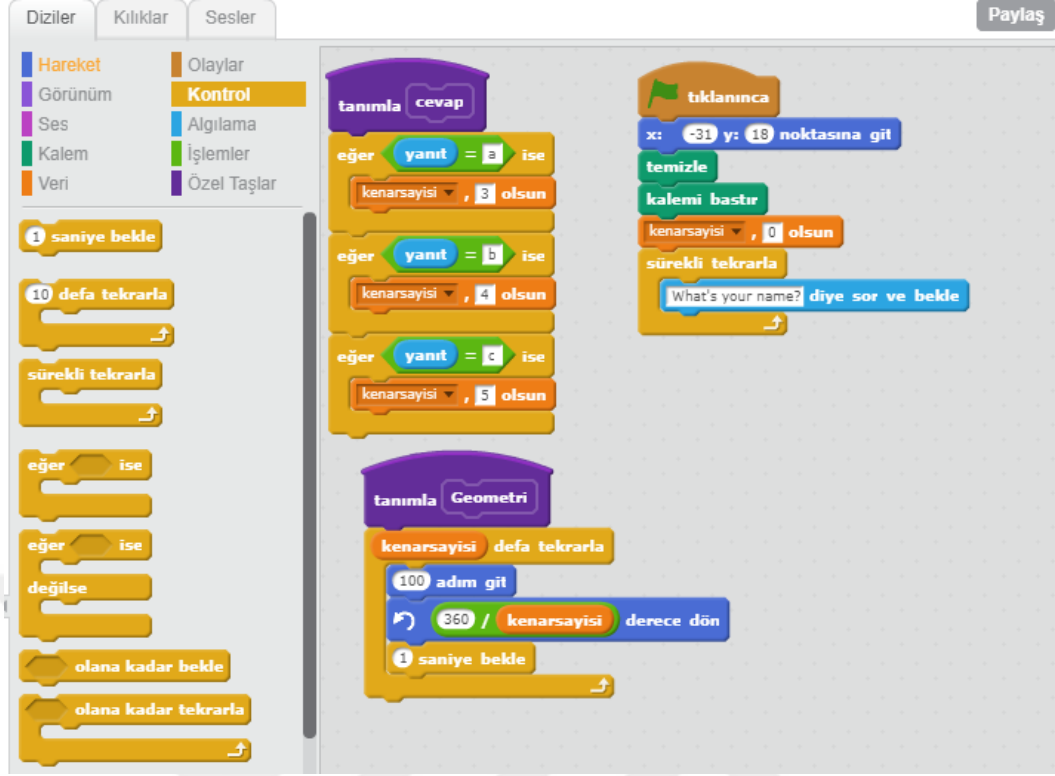 Diziler Kılıklar Sesler Paylaş
Hareket Olaylar
Görünüm Kontrol
Ses Algılama
Kalem İşlemler
Veri Özel Taşlar
1 saniye bekle
10 defa tekrarla
sürekli tekrarla
eğer ise
eğer ise
değilse
olana kadar bekle
olana kadar tekrarla
tanımla cevap
eğer yanıt = a ise
kenarsayisi , 3 olsun
eğer yanıt = b ise
kenarsayisi , 4 olsun
eğer yanıt = c ise
kenarsayisi , 5 olsun
tanımla Geometri
kenarsayisi defa tekrarla
100 adım git
360 / kenarsayisi derece dön
1 saniye bekle
tıklanınca
x: -31 y: 18 noktasına git
temizle
kalemi bastır
kenarsayisi , 0 olsun
sürekli tekrarla
What's your name? diye sor ve bekle